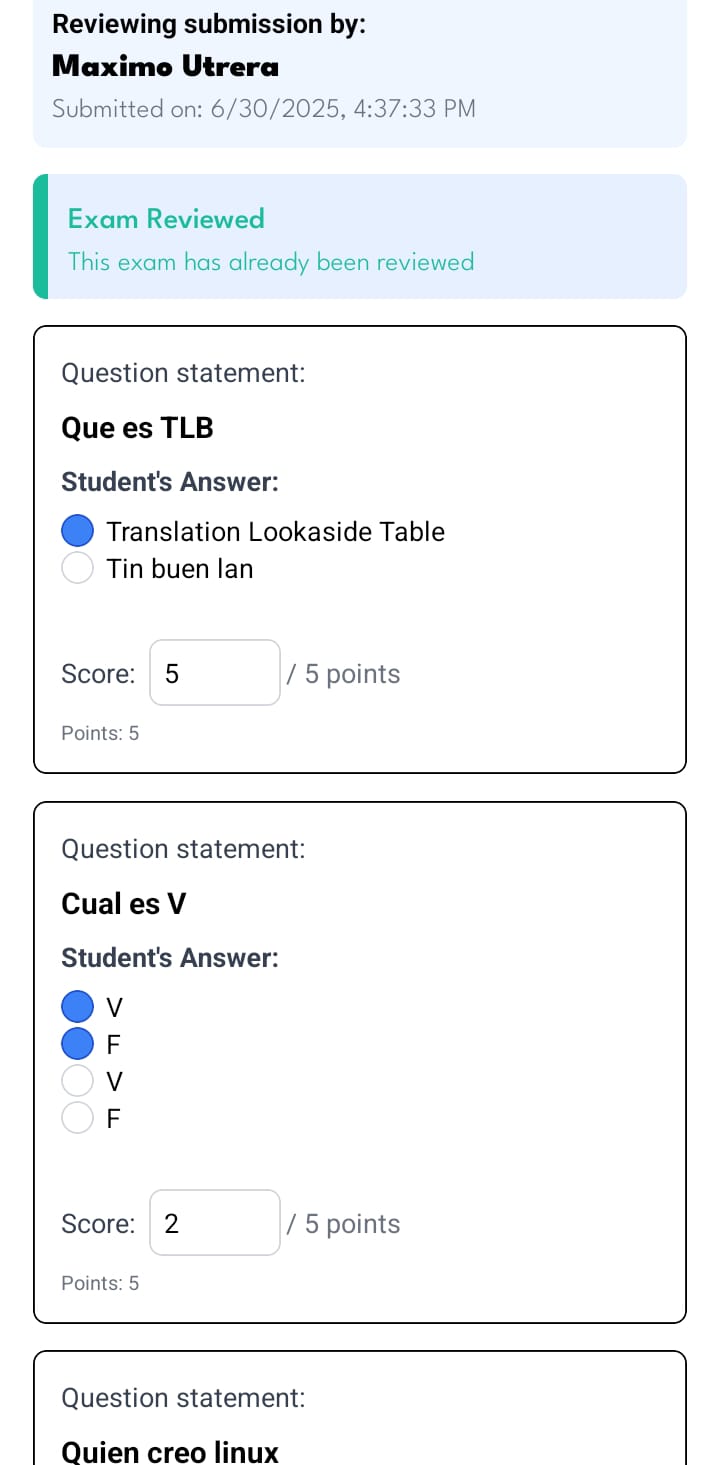 Reviewing submission by:
Maximo Utrera
Submitted on: 6/30/2025, 4:37:33 PM
Exam Reviewed
This exam has already been reviewed
Question statement:
Que es TLB
Student's Answer:
Translation Lookaside Table
Tin buen lan
Score: 5 / 5 points
Points: 5
Question statement:
Cual es V
Student's Answer:
V
F
V
F
Score: 2 / 5 points
Points: 5
Question statement:
Quien creo linux